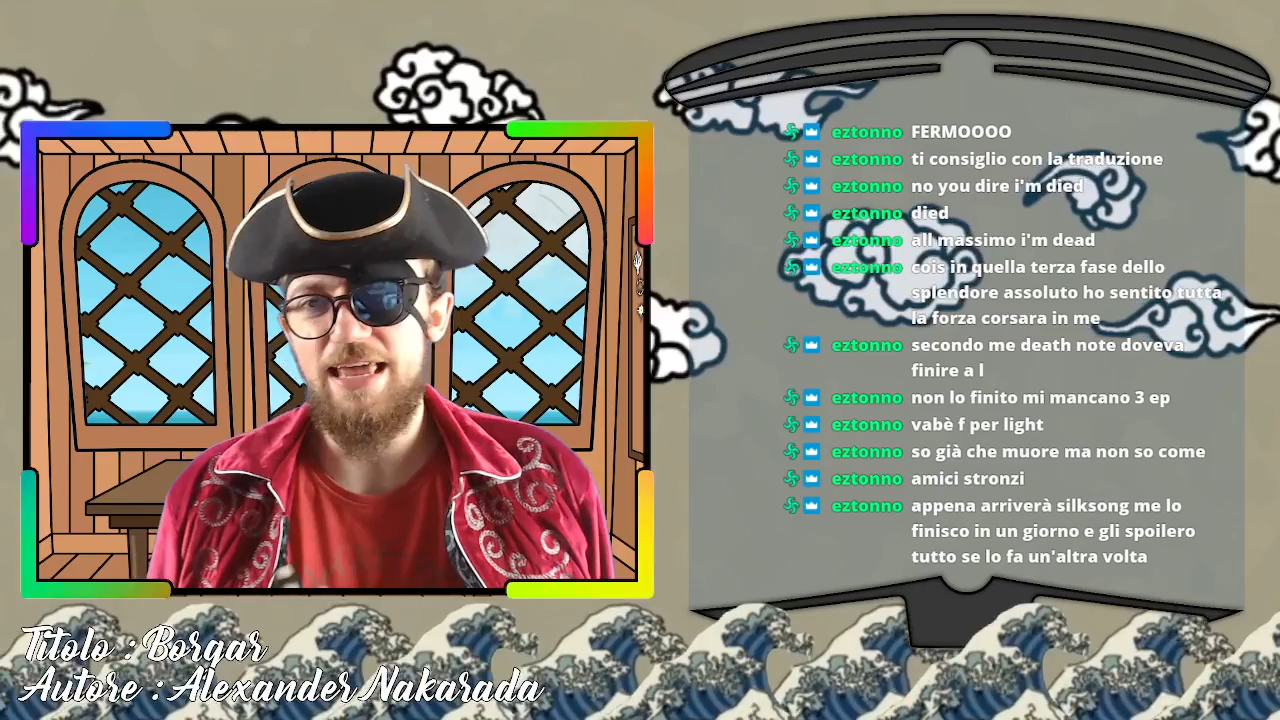 eztonno FERMOOOO
eztonno ti consiglio con la traduzione
eztonno no you dire i'm died
eztonno died
eztonno all massimo i'm dead
eztonno cois in quella terza fase dello
splendore assoluto ho sentito tutta
la forza corsara in me
eztonno secondo me death note doveva
finire a l
eztonno non lo finito mi mancano 3 ep
eztonno vabè f per light
eztonno so già che muore ma non so come
eztonno amici stronzi
eztonno appena arriverà silksong me lo
finisco in un giorno e gli spoilero
tutto se lo fa un'altra volta
Titolo : Borgar
Autore : Alexander Nakarada